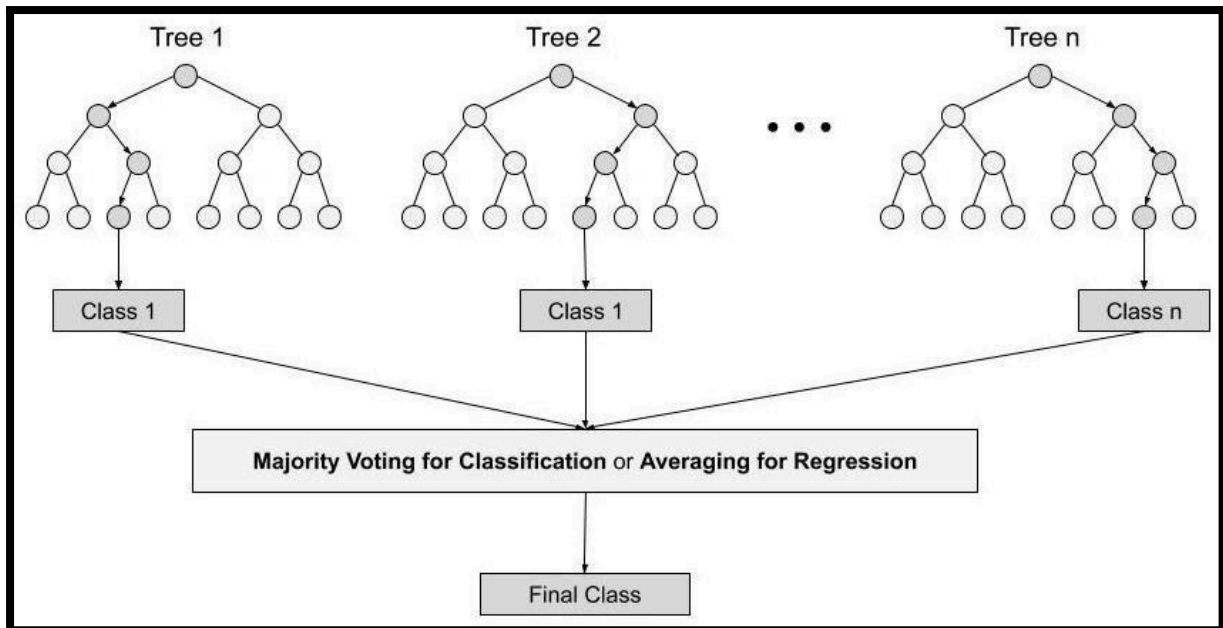 Tree 1
Tree 2
Tree n
Class 1
Class 1
Class n
Majority Voting for Classification or Averaging for Regression
Final Class